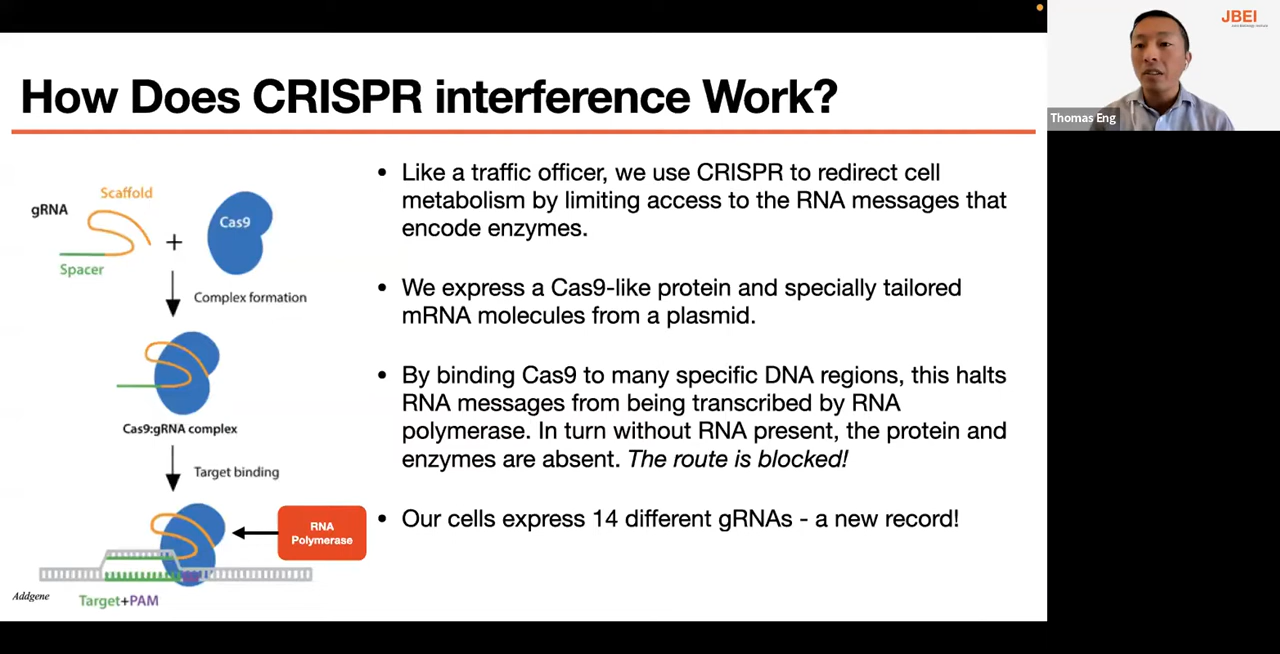 How Does CRISPR interference Work?
JBEI
Thomas Eng
Scaffold
gRNA
Cas9
+
Spacer
Complex formation
Cas9:gRNA complex
Target binding
RNA
Polymerase
Addgene
Target+PAM
• Like a traffic officer, we use CRISPR to redirect cell
metabolism by limiting access to the RNA messages that
encode enzymes.
• We express a Cas9-like protein and specially tailored
mRNA molecules from a plasmid.
• By binding Cas9 to many specific DNA regions, this halts
RNA messages from being transcribed by RNA
polymerase. In turn without RNA present, the protein and
enzymes are absent. The route is blocked!
• Our cells express 14 different gRNAs - a new record!